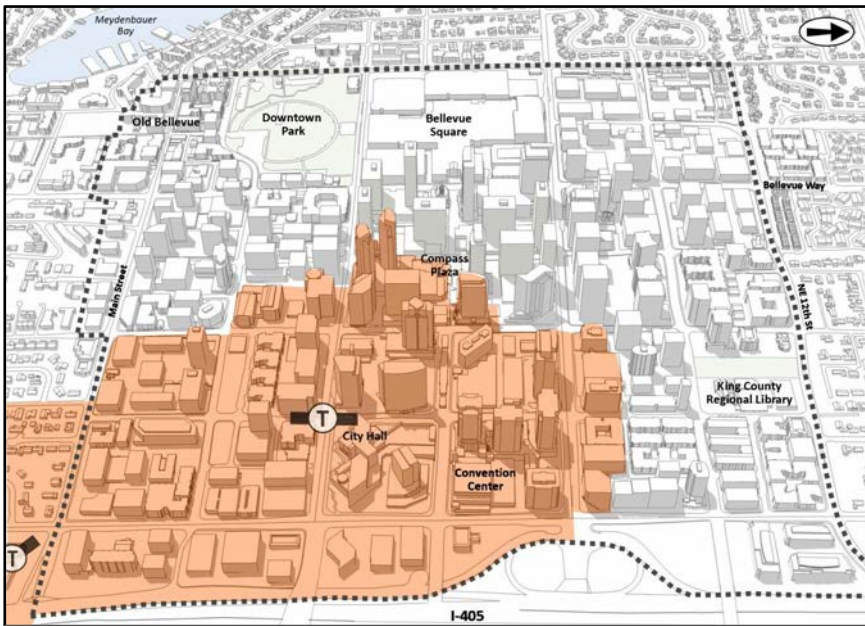 Meydenbauer
Bay
Old Bellevue
Downtown
Park
Bellevue
Square
Bellevue Way
Compass
Plaza
Main Street
NE 12th St
King County
Regional Library
T
City Hall
Convention
Center
T
I-405